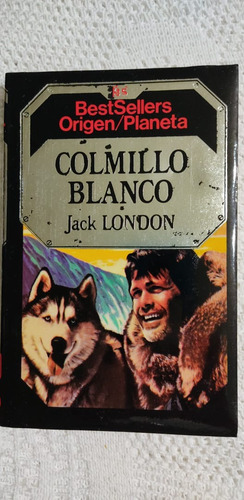 BestSellers
Origen/Planeta
COLMILLO
BLANCO
Jack LONDON